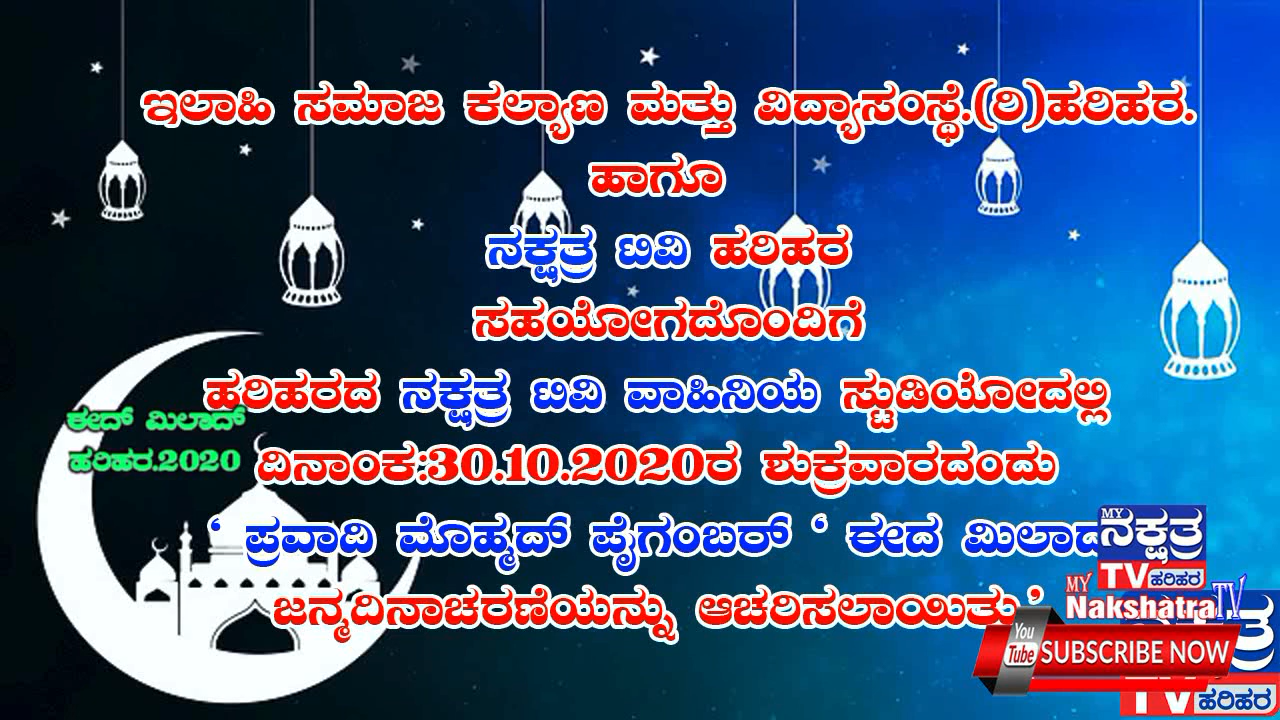 ಇಲಾಹಿ ಸಮಾಜ ಕಲ್ಯಾಣ ಮತ್ತು ವಿದ್ಯಾಸಂಸ್ಥೆ.(ರಿ)ಹರಿಹರ.
ಹಾಗೂ
ನಕ್ಷತ್ರ ಟಿವಿ ಹರಿಹರ
ಸಹಯೋಗದೊಂದಿಗೆ
ಹರಿಹರದ ನಕ್ಷತ್ರ ಟಿವಿ ವಾಹಿನಿಯ ಸ್ಟುಡಿಯೋದಲ್ಲಿ
ಈದ್ ಮಿಲಾದ್
ಹರಿಹರ.2020
ದಿನಾಂಕ:30.10.2020ರ ಶುಕ್ರವಾರದಂದು
‘ ಪ್ರವಾದಿ ಮೊಹ್ಮದ್ ಪೈಗಂಬರ್ ‘ ಈದ ಮಿಲಾದ
ಜನ್ಮದಿನಾಚರಣೆಯನ್ನು ಆಚರಿಸಲಾಯಿತು.’
MY
ನಕ್ಷತ್ರ
TV ಹರಿಹರ
MY Nakshatra TV
You Tube SUBSCRIBE NOW
TV ಹರಿಹರ